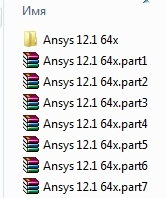 Имя
Ansys 12.1 64x
Ansys 12.1 64x.part1
Ansys 12.1 64x.part2
Ansys 12.1 64x.part3
Ansys 12.1 64x.part4
Ansys 12.1 64x.part5
Ansys 12.1 64x.part6
Ansys 12.1 64x.part7